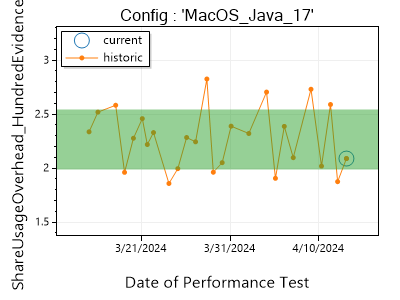 Config : 'MacOS_Java_17'
current
historic
ShareUsageOverhead_HundredEvidence
3
2.5
2
1.5
3/21/2024
3/31/2024
4/10/2024
Date of Performance Test